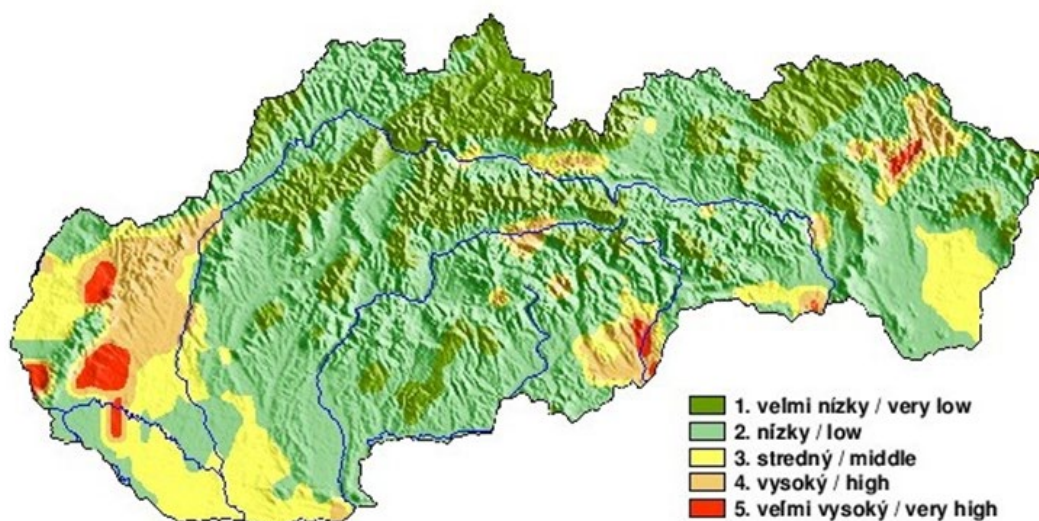 1. veľmi nízky / very low
2. nízky / low
3. stredný / middle
4. vysoký / high
5. veľmi vysoký / very high